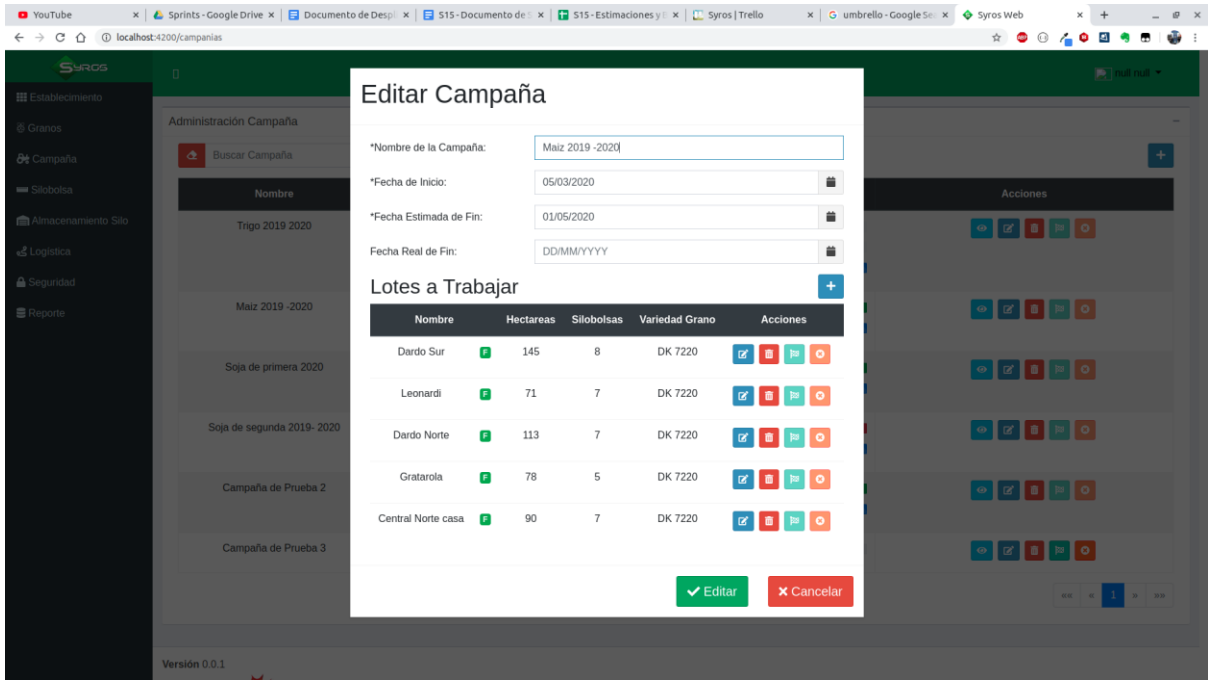 YouTube
Sprints - Google Drive
Documento de Despl
S15 - Documento de
S15 - Estimaciones y
Syros | Trello
umbrello - Google Se
Syros Web
localhost:4200/campanias
SYROS
null null
Establecimiento
Granos
Campaña
Silobolsa
Almacenamiento Silo
Logística
Seguridad
Reporte
Administración Campaña
Buscar Campaña
Nombre
Acciones
Trigo 2019 2020
Maiz 2019 -2020
Soja de primera 2020
Soja de segunda 2019- 2020
Campaña de Prueba 2
Campaña de Prueba 3
«« « 1 » »»
Versión 0.0.1
Editar Campaña
*Nombre de la Campaña: Maiz 2019 -2020
*Fecha de Inicio: 05/03/2020
*Fecha Estimada de Fin: 01/05/2020
Fecha Real de Fin: DD/MM/YYYY
Lotes a Trabajar
Nombre Hectareas Silobolsas Variedad Grano Acciones
Dardo Sur F 145 8 DK 7220
Leonardi F 71 7 DK 7220
Dardo Norte F 113 7 DK 7220
Gratarola F 78 5 DK 7220
Central Norte casa F 90 7 DK 7220
Editar
Cancelar